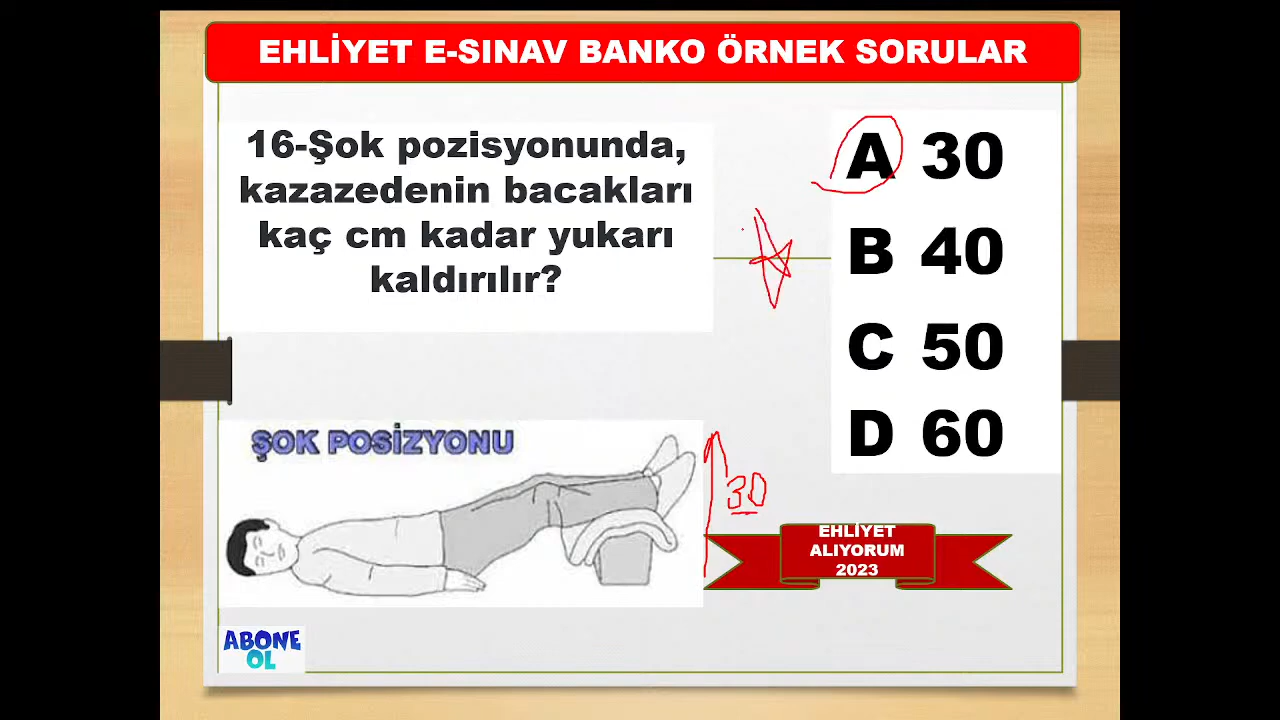 EHLİYET E-SINAV BANKO ÖRNEK SORULAR
16-Şok pozisyonunda,
kazazedenin bacakları
kaç cm kadar yukarı
kaldırılır?
A 30
B 40
C 50
D 60
ŞOK POSİZYONU
30
EHLİYET
ALIYORUM
2023
ABONE
OL